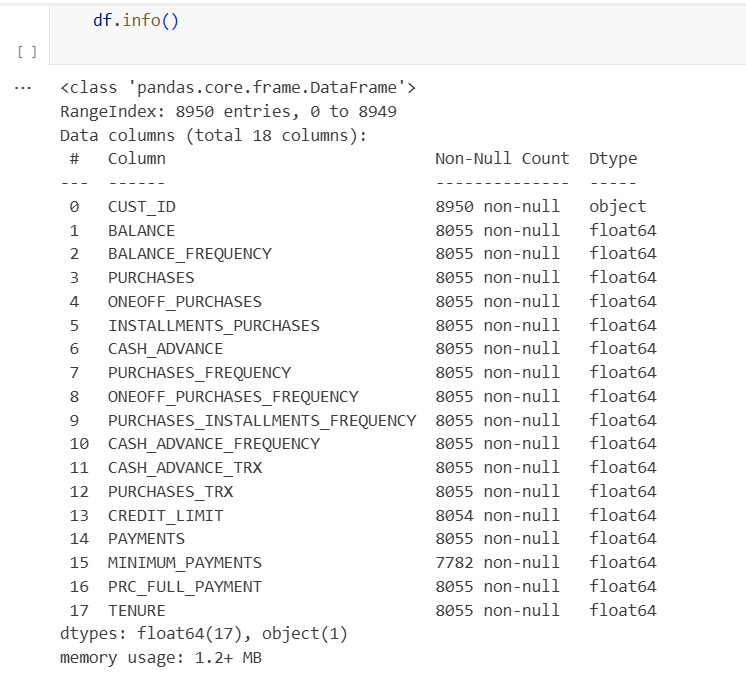 df.info()
[ ]
... <class 'pandas.core.frame.DataFrame'>
RangeIndex: 8950 entries, 0 to 8949
Data columns (total 18 columns):
 #   Column                            Non-Null Count  Dtype
---  ------                            --------------  -----
 0   CUST_ID                           8950 non-null   object
 1   BALANCE                           8055 non-null   float64
 2   BALANCE_FREQUENCY                 8055 non-null   float64
 3   PURCHASES                         8055 non-null   float64
 4   ONEOFF_PURCHASES                  8055 non-null   float64
 5   INSTALLMENTS_PURCHASES            8055 non-null   float64
 6   CASH_ADVANCE                      8055 non-null   float64
 7   PURCHASES_FREQUENCY               8055 non-null   float64
 8   ONEOFF_PURCHASES_FREQUENCY        8055 non-null   float64
 9   PURCHASES_INSTALLMENTS_FREQUENCY  8055 non-null   float64
 10  CASH_ADVANCE_FREQUENCY            8055 non-null   float64
 11  CASH_ADVANCE_TRX                  8055 non-null   float64
 12  PURCHASES_TRX                     8055 non-null   float64
 13  CREDIT_LIMIT                      8054 non-null   float64
 14  PAYMENTS                          8055 non-null   float64
 15  MINIMUM_PAYMENTS                  7782 non-null   float64
 16  PRC_FULL_PAYMENT                  8055 non-null   float64
 17  TENURE                            8055 non-null   float64
dtypes: float64(17), object(1)
memory usage: 1.2+ MB